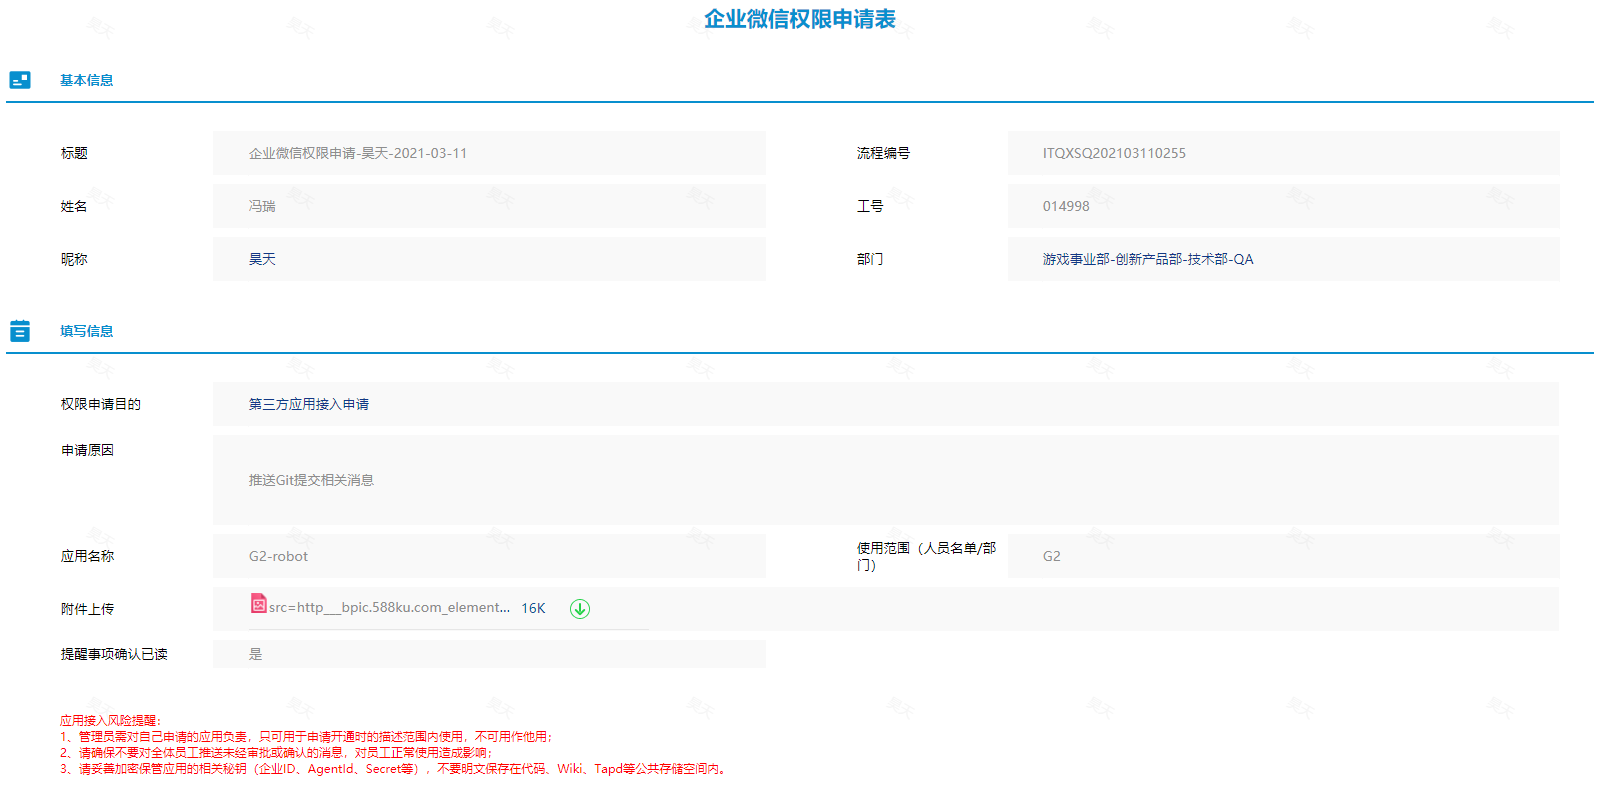 企业微信权限申请表
基本信息
标题 企业微信权限申请-昊天-2021-03-11 流程编号 ITQXSQ202103110255
姓名 冯瑞 工号 014998
昵称 昊天 部门 游戏事业部-创新产品部-技术部-QA
填写信息
权限申请目的 第三方应用接入申请
申请原因
推送Git提交相关消息
应用名称 G2-robot 使用范围（人员名单/部门） G2
附件上传 src=http___bpic.588ku.com_element... 16K
提醒事项确认已读 是
应用接入风险提醒：
1、管理员需对自己申请的应用负责，只可用于申请开通时的描述范围内使用，不可用作他用；
2、请确保不要对全体员工推送未经审批或确认的消息，对员工正常使用造成影响；
3、请妥善加密保管应用的相关秘钥（企业ID、AgentId、Secret等），不要明文保存在代码、Wiki、Tapd等公共存储空间内。